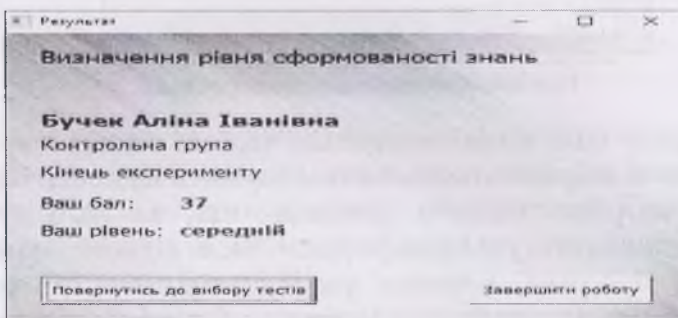 Результат
Визначення рівня сформованості знань
Бучек Аліна Іванівна
Контрольна група
Кінець експерименту
Ваш бал: 37
Ваш рівень: середній
Повернутись до вибору тестів
Завершити роботу